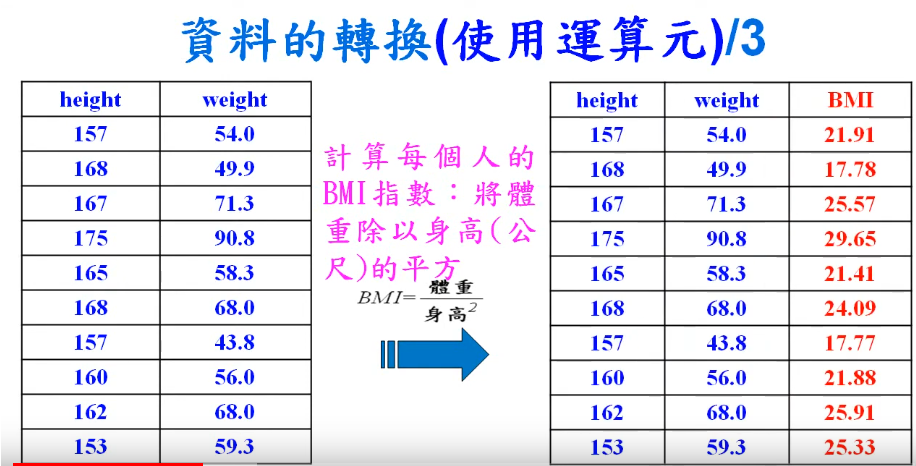 資料的轉換(使用運算元)/3
height weight
157 54.0
168 49.9
167 71.3
175 90.8
165 58.3
168 68.0
157 43.8
160 56.0
162 68.0
153 59.3
計算每個人的
BMI指數：將體
重除以身高(公
尺)的平方
BMI=體重/身高²
height weight BMI
157 54.0 21.91
168 49.9 17.78
167 71.3 25.57
175 90.8 29.65
165 58.3 21.41
168 68.0 24.09
157 43.8 17.77
160 56.0 21.88
162 68.0 25.91
153 59.3 25.33